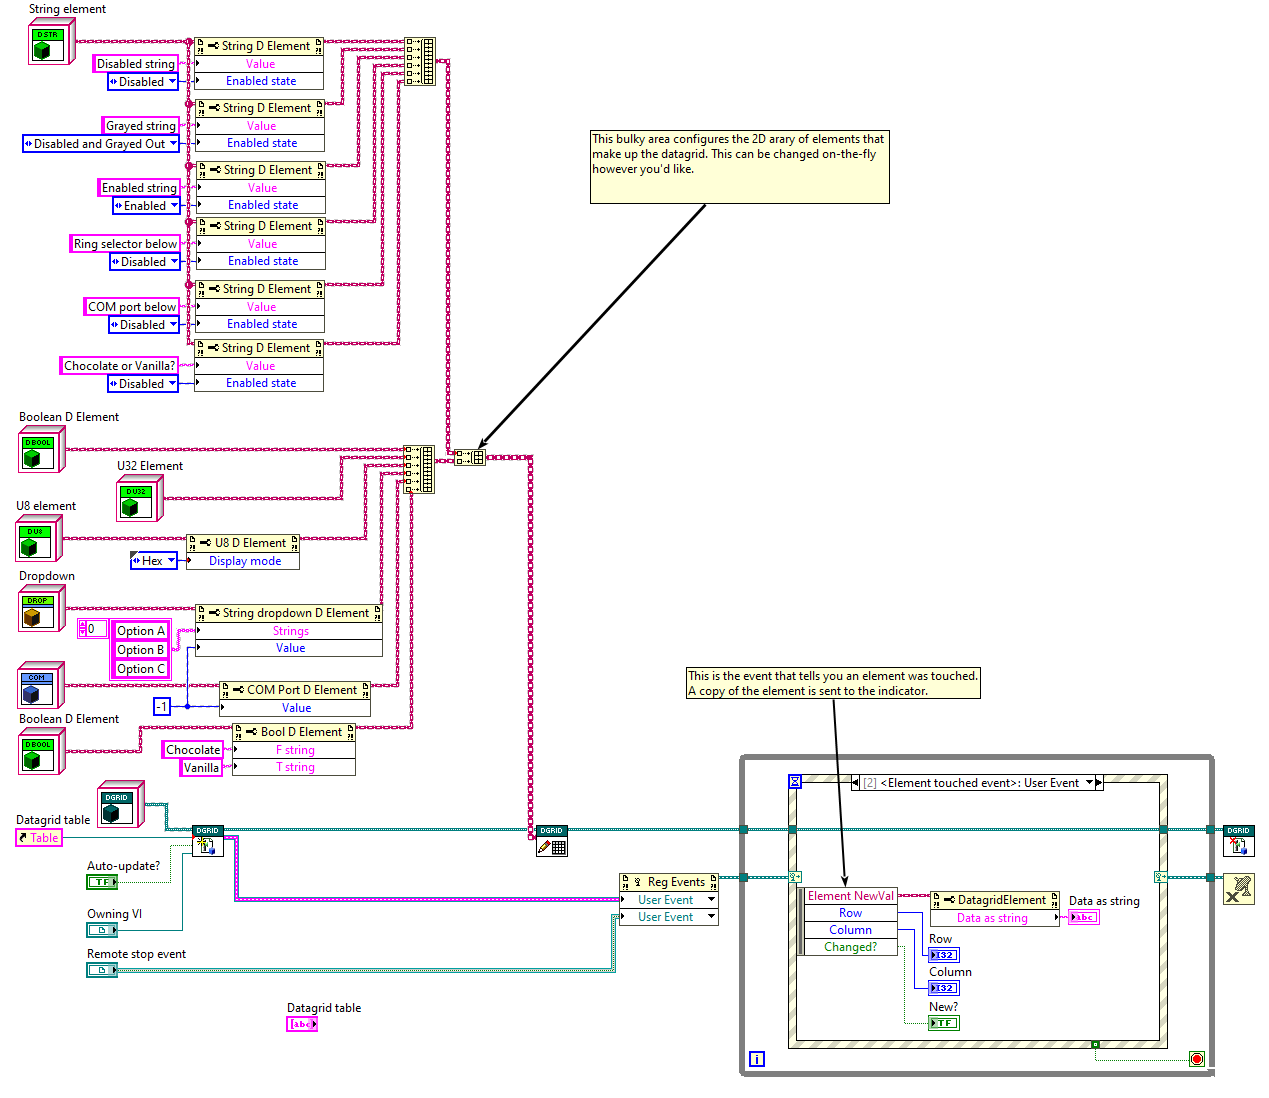 String element
D STR
String D Element
Disabled string
Value
Disabled
Enabled state
String D Element
Grayed string
Value
Disabled and Grayed Out
Enabled state
String D Element
Enabled string
Value
Enabled
Enabled state
String D Element
Ring selector below
Value
Disabled
Enabled state
String D Element
COM port below
Value
Disabled
Enabled state
String D Element
Chocolate or Vanilla?
Value
Disabled
Enabled state
This bulky area configures the 2D arary of elements that
make up the datagrid. This can be changed on-the-fly
however you'd like.
Boolean D Element
D BOOL
U32 Element
D U32
U8 element
D U8
U8 D Element
Hex
Display mode
Dropdown
DROP
String dropdown D Element
0
Option A
Option B
Option C
Strings
Value
COM
COM Port D Element
-1
Value
Boolean D Element
D BOOL
Bool D Element
Chocolate
F string
Vanilla
T string
This is the event that tells you an element was touched.
A copy of the element is sent to the indicator.
DGRID
Datagrid table
Table
DGRID
DGRID
Auto-update?
TF
Owning VI
Remote stop event
Reg Events
User Event
User Event
Datagrid table
abc
[2] <Element touched event>: User Event
Element NewVal
Row
Column
Changed?
DatagridElement
Data as string
Data as string
abc
Row
I32
Column
I32
New?
TF
i
DGRID